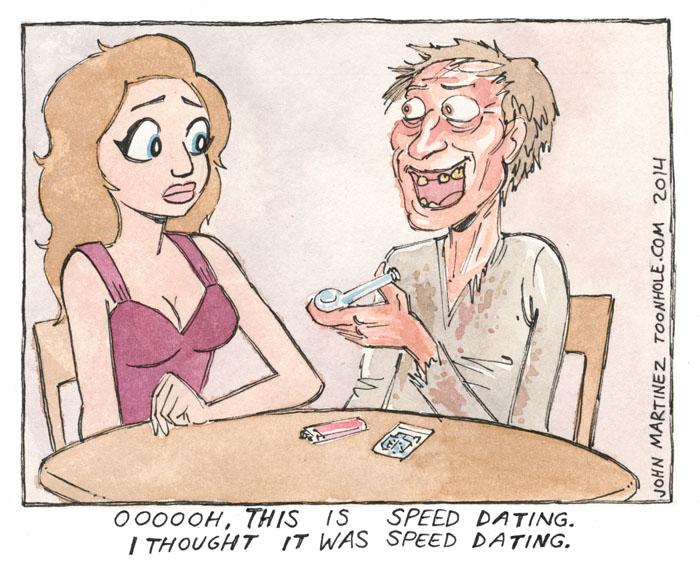 OOOOOH, THIS IS SPEED DATING.
I THOUGHT IT WAS SPEED DATING.
JOHN MARTINEZ TOONHOLE.COM 2014